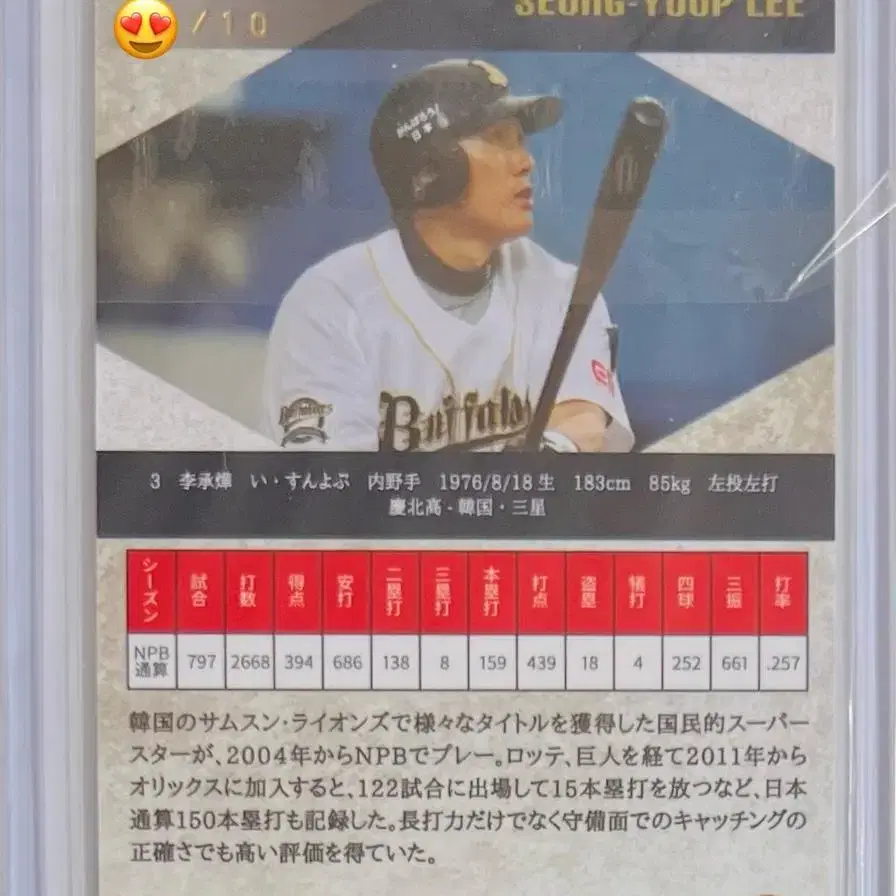 /10
SEUNG-YUOP LEE
がんばろう!
日本
Buffaloes
Buffaloes
3 李承燁 い・すんよぷ 内野手 1976/8/18生 183cm 85kg 左投左打
慶北高-韓国・三星
シーズン 試合 打数 得点 安打 二塁打 三塁打 本塁打 打点 盗塁 犠打 四球 三振 打率
NPB通算 797 2668 394 686 138 8 159 439 18 4 252 661 .257
韓国のサムスン・ライオンズで様々なタイトルを獲得した国民的スーパー
スターが、2004年からNPBでプレー。ロッテ、巨人を経て2011年から
オリックスに加入すると、122試合に出場して15本塁打を放つなど、日本
通算150本塁打も記録した。長打力だけでなく守備面でのキャッチングの
正確さでも高い評価を得ていた。